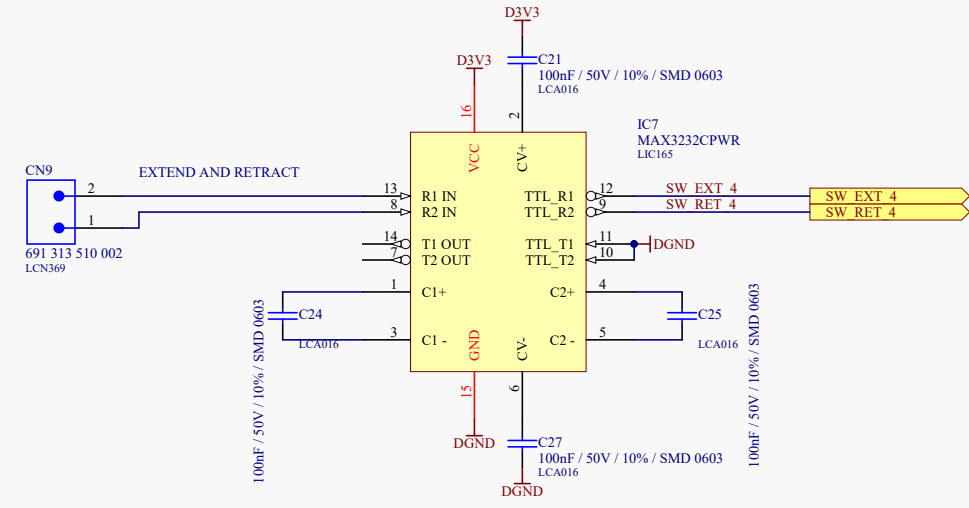 D3V3
C21
100nF / 50V / 10% / SMD 0603
LCA016
D3V3
16
2
IC7
MAX3232CPWR
LIC165
VCC
CV+
CN9
EXTEND AND RETRACT
2
13
R1 IN
TTL_R1
12
SW_EXT_4
SW_EXT_4
1
8
R2 IN
TTL_R2
9
SW_RET_4
SW_RET_4
691 313 510 002
LCN369
14
T1 OUT
TTL_T1
11
DGND
7
T2 OUT
TTL_T2
10
1
C1+
C2+
4
C24
LCA016
100nF / 50V / 10% / SMD 0603
C25
LCA016
100nF / 50V / 10% / SMD 0603
3
C1 -
C2 -
5
GND
CV-
15
6
DGND
C27
100nF / 50V / 10% / SMD 0603
LCA016
DGND